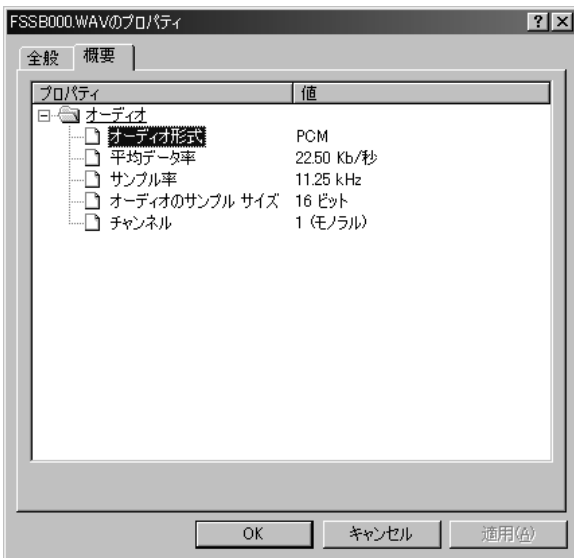 FSSB000.WAVのプロパティ
全般 概要
プロパティ 値
オーディオ
オーディオ形式 PCM
平均データ率 22.50 Kb/秒
サンプル率 11.25 kHz
オーディオのサンプル サイズ 16 ビット
チャンネル 1 (モノラル)
OK キャンセル 適用(A)